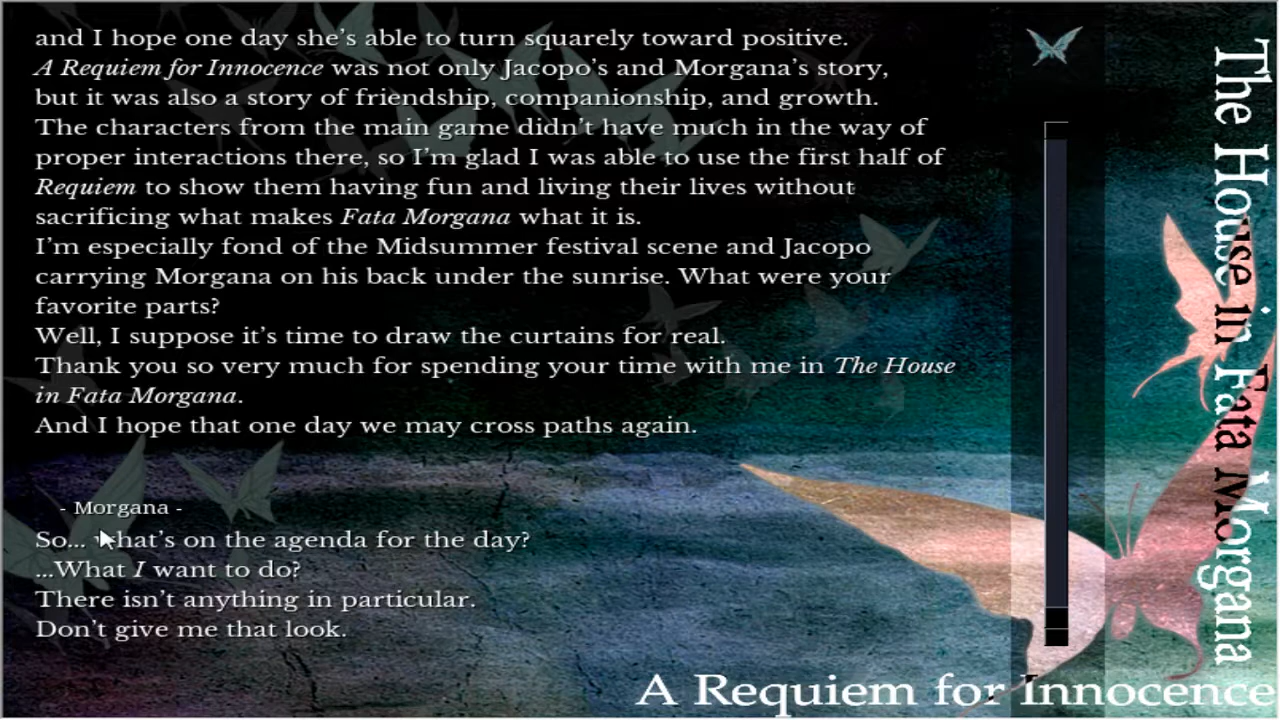 and I hope one day she's able to turn squarely toward positive.
A Requiem for Innocence was not only Jacopo's and Morgana's story,
but it was also a story of friendship, companionship, and growth.
The characters from the main game didn't have much in the way of
proper interactions there, so I'm glad I was able to use the first half of
Requiem to show them having fun and living their lives without
sacrificing what makes Fata Morgana what it is.
I'm especially fond of the Midsummer festival scene and Jacopo
carrying Morgana on his back under the sunrise. What were your
favorite parts?
Well, I suppose it's time to draw the curtains for real.
Thank you so very much for spending your time with me in The House
in Fata Morgana.
And I hope that one day we may cross paths again.
- Morgana -
So... what's on the agenda for the day?
...What I want to do?
There isn't anything in particular.
Don't give me that look.
The House in Fata Morgana
A Requiem for Innocence